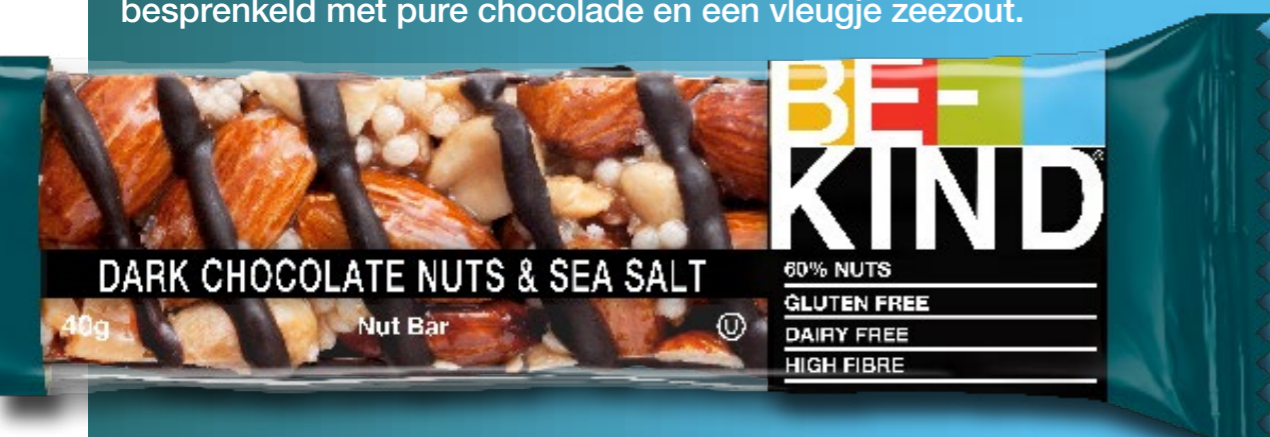 besprenkeld met pure chocolade en een vleugje zeezout.
BE-
KIND®
DARK CHOCOLATE NUTS & SEA SALT
60% NUTS
GLUTEN FREE
DAIRY FREE
HIGH FIBRE
40g
Nut Bar
U